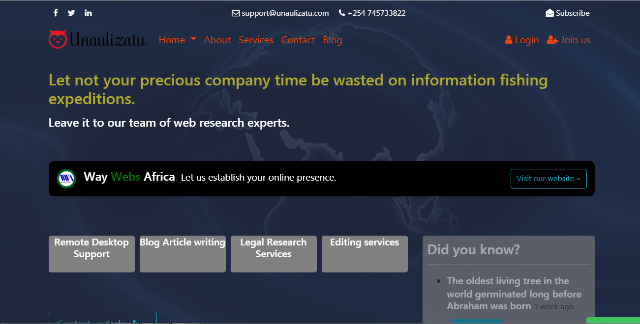 support@unaulizatu.com +254 745733822 Subscribe
Unaulizatu Home About Services Contact Blog Login Join us
Let not your precious company time be wasted on information fishing
expeditions.
Leave it to our team of web research experts.
Way Webs Africa Let us establish your online presence. Visit our website »
Remote Desktop
Support
Blog Article writing
Legal Research
Services
Editing services
Did you know?
The oldest living tree in the
world germinated long before
Abraham was born 1 week ago